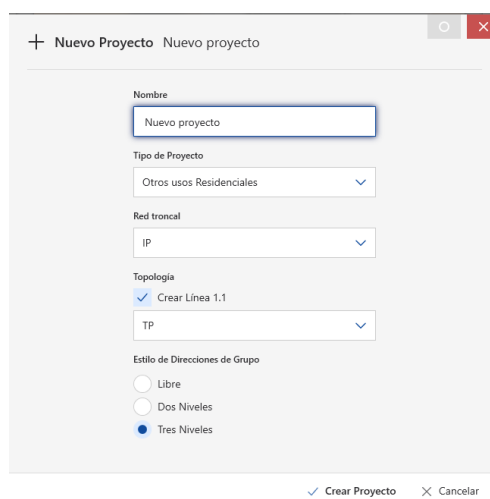 Nuevo Proyecto Nuevo proyecto
Nombre
Nuevo proyecto
Tipo de Proyecto
Otros usos Residenciales
Red troncal
IP
Topología
Crear Línea 1.1
TP
Estilo de Direcciones de Grupo
Libre
Dos Niveles
Tres Niveles
Crear Proyecto Cancelar